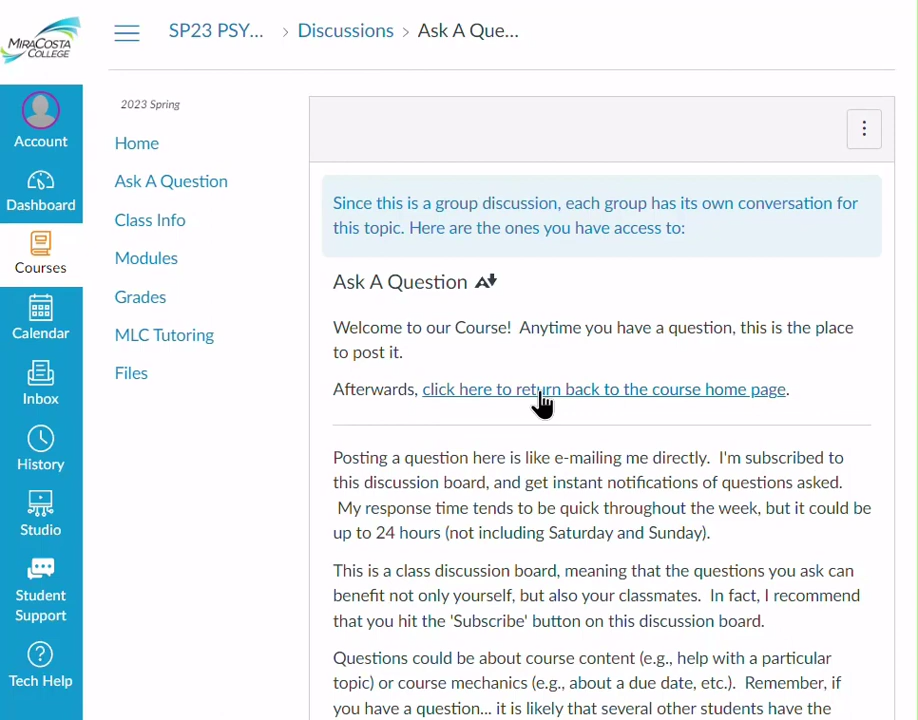 MIRACOSTA
COLLEGE
SP23 PSY... › Discussions › Ask A Que...
Account
Dashboard
Courses
Calendar
Inbox
History
Studio
Student
Support
Tech Help
2023 Spring
Home
Ask A Question
Class Info
Modules
Grades
MLC Tutoring
Files
Since this is a group discussion, each group has its own conversation for
this topic. Here are the ones you have access to:
Ask A Question
Welcome to our Course!  Anytime you have a question, this is the place
to post it.
Afterwards, click here to return back to the course home page.
Posting a question here is like e-mailing me directly.  I'm subscribed to
this discussion board, and get instant notifications of questions asked.
My response time tends to be quick throughout the week, but it could be
up to 24 hours (not including Saturday and Sunday).
This is a class discussion board, meaning that the questions you ask can
benefit not only yourself, but also your classmates.  In fact, I recommend
that you hit the 'Subscribe' button on this discussion board.
Questions could be about course content (e.g., help with a particular
topic) or course mechanics (e.g., about a due date, etc.).  Remember, if
you have a question... it is likely that several other students have the